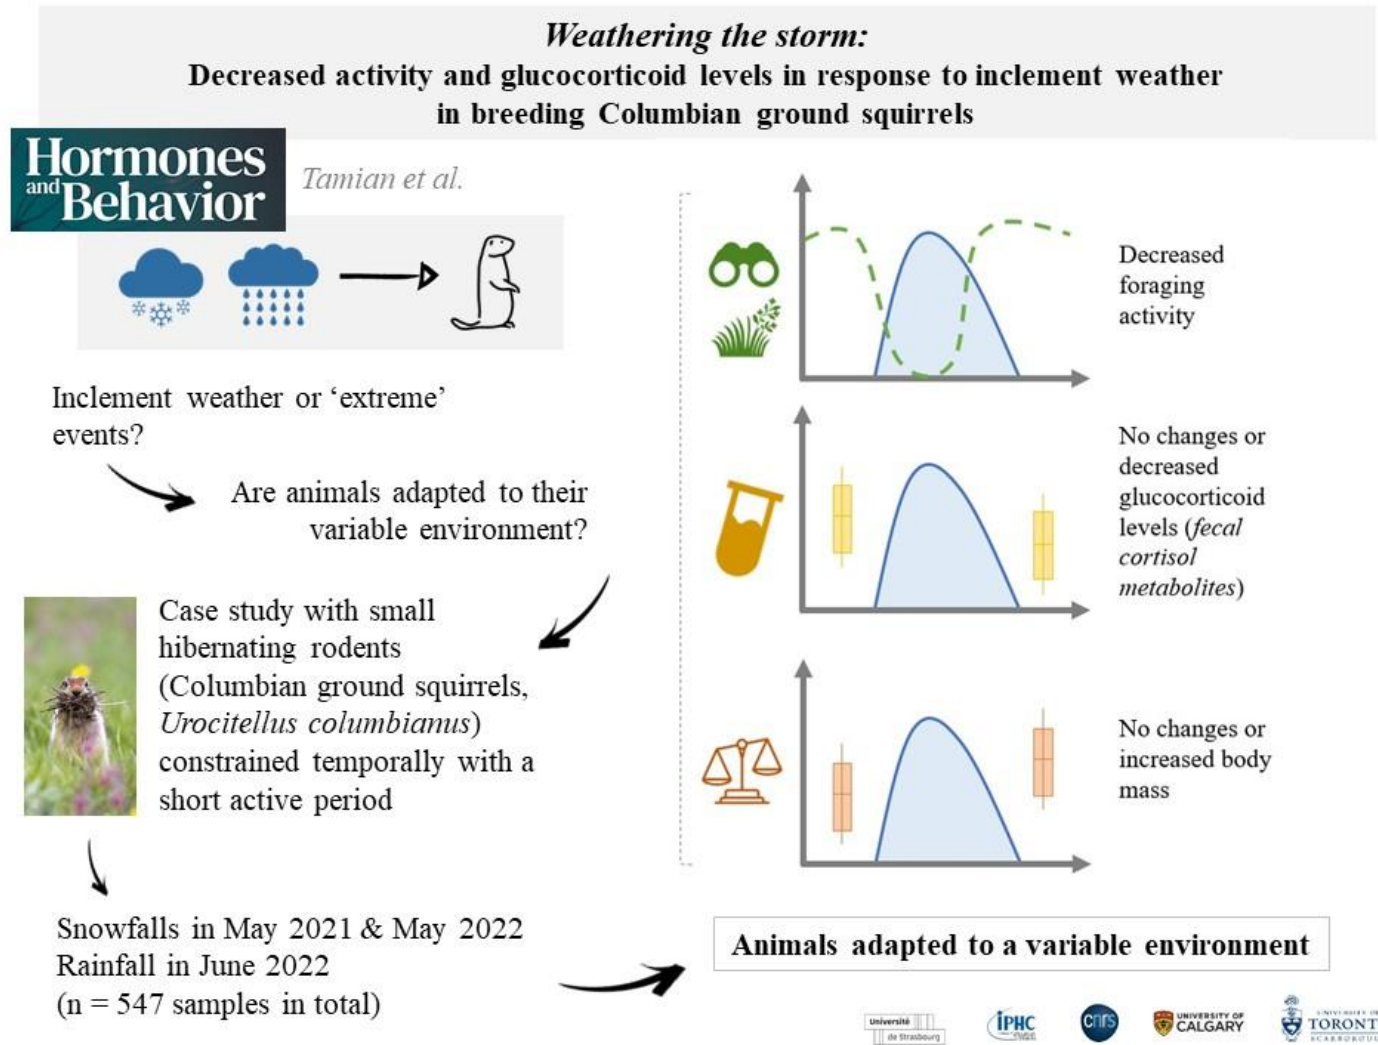 Weathering the storm:
Decreased activity and glucocorticoid levels in response to inclement weather
in breeding Columbian ground squirrels
Hormones
and
Behavior
Tamian et al.
Inclement weather or ‘extreme’
events?
Are animals adapted to their
variable environment?
Case study with small
hibernating rodents
(Columbian ground squirrels,
Urocitellus columbianus)
constrained temporally with a
short active period
Snowfalls in May 2021 & May 2022
Rainfall in June 2022
(n = 547 samples in total)
Decreased
foraging
activity
No changes or
decreased
glucocorticoid
levels (fecal
cortisol
metabolites)
No changes or
increased body
mass
Animals adapted to a variable environment
Université
de Strasbourg
iPHC
cnrs
UNIVERSITY OF
CALGARY
TORONT
SCARBOROU